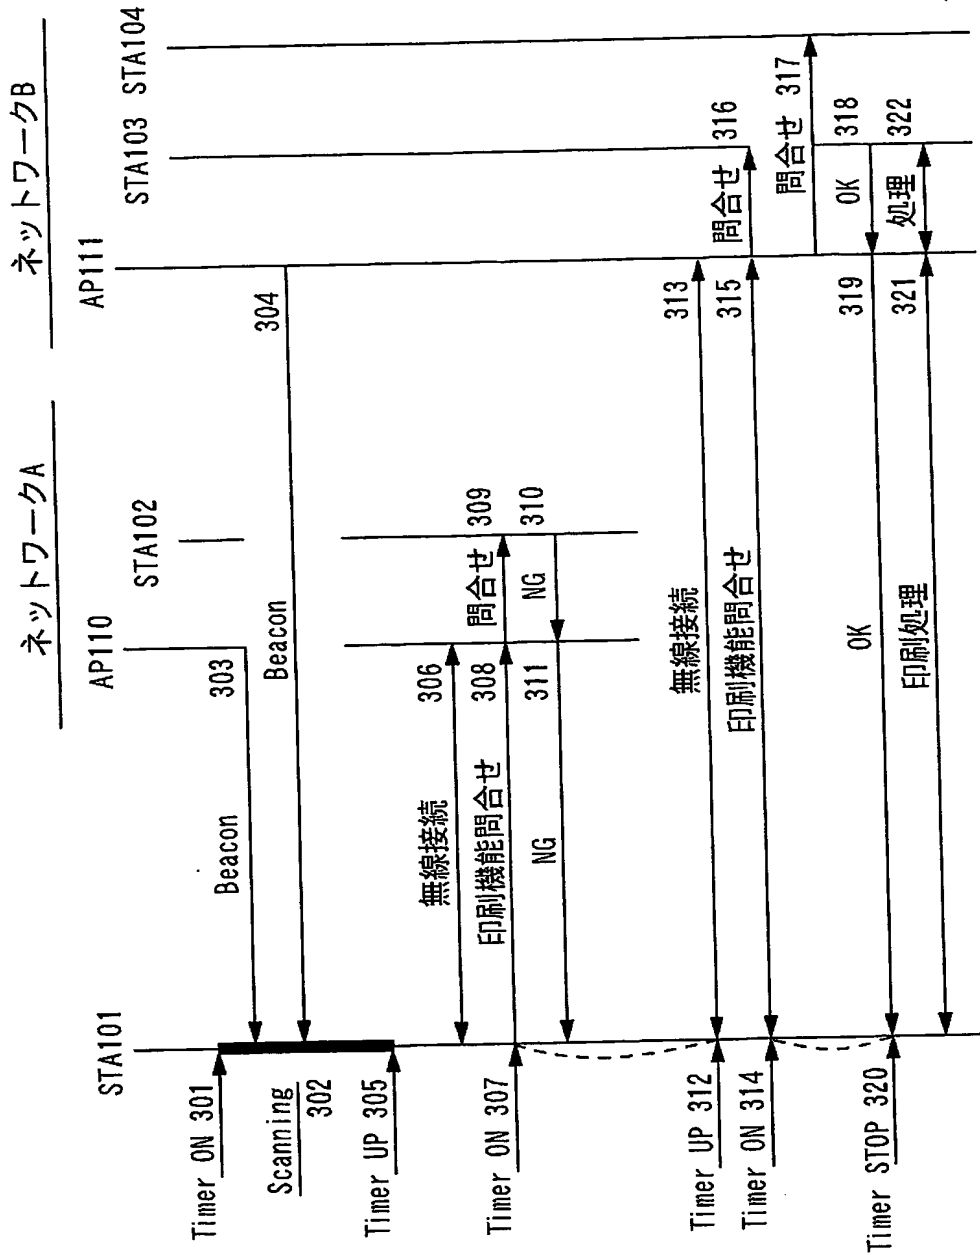 ネットワークA
ネットワークB
STA101
AP110
STA102
AP111
STA103
STA104
Timer ON 301
Scanning
302
Timer UP 305
Beacon
303
Beacon
304
無線接続
306
Timer ON 307
印刷機能問合せ
308
問合せ
309
NG
310
NG
311
Timer UP 312
無線接続
313
Timer ON 314
印刷機能問合せ
315
問合せ
316
問合せ
317
OK
318
OK
319
Timer STOP 320
印刷処理
321
処理
322